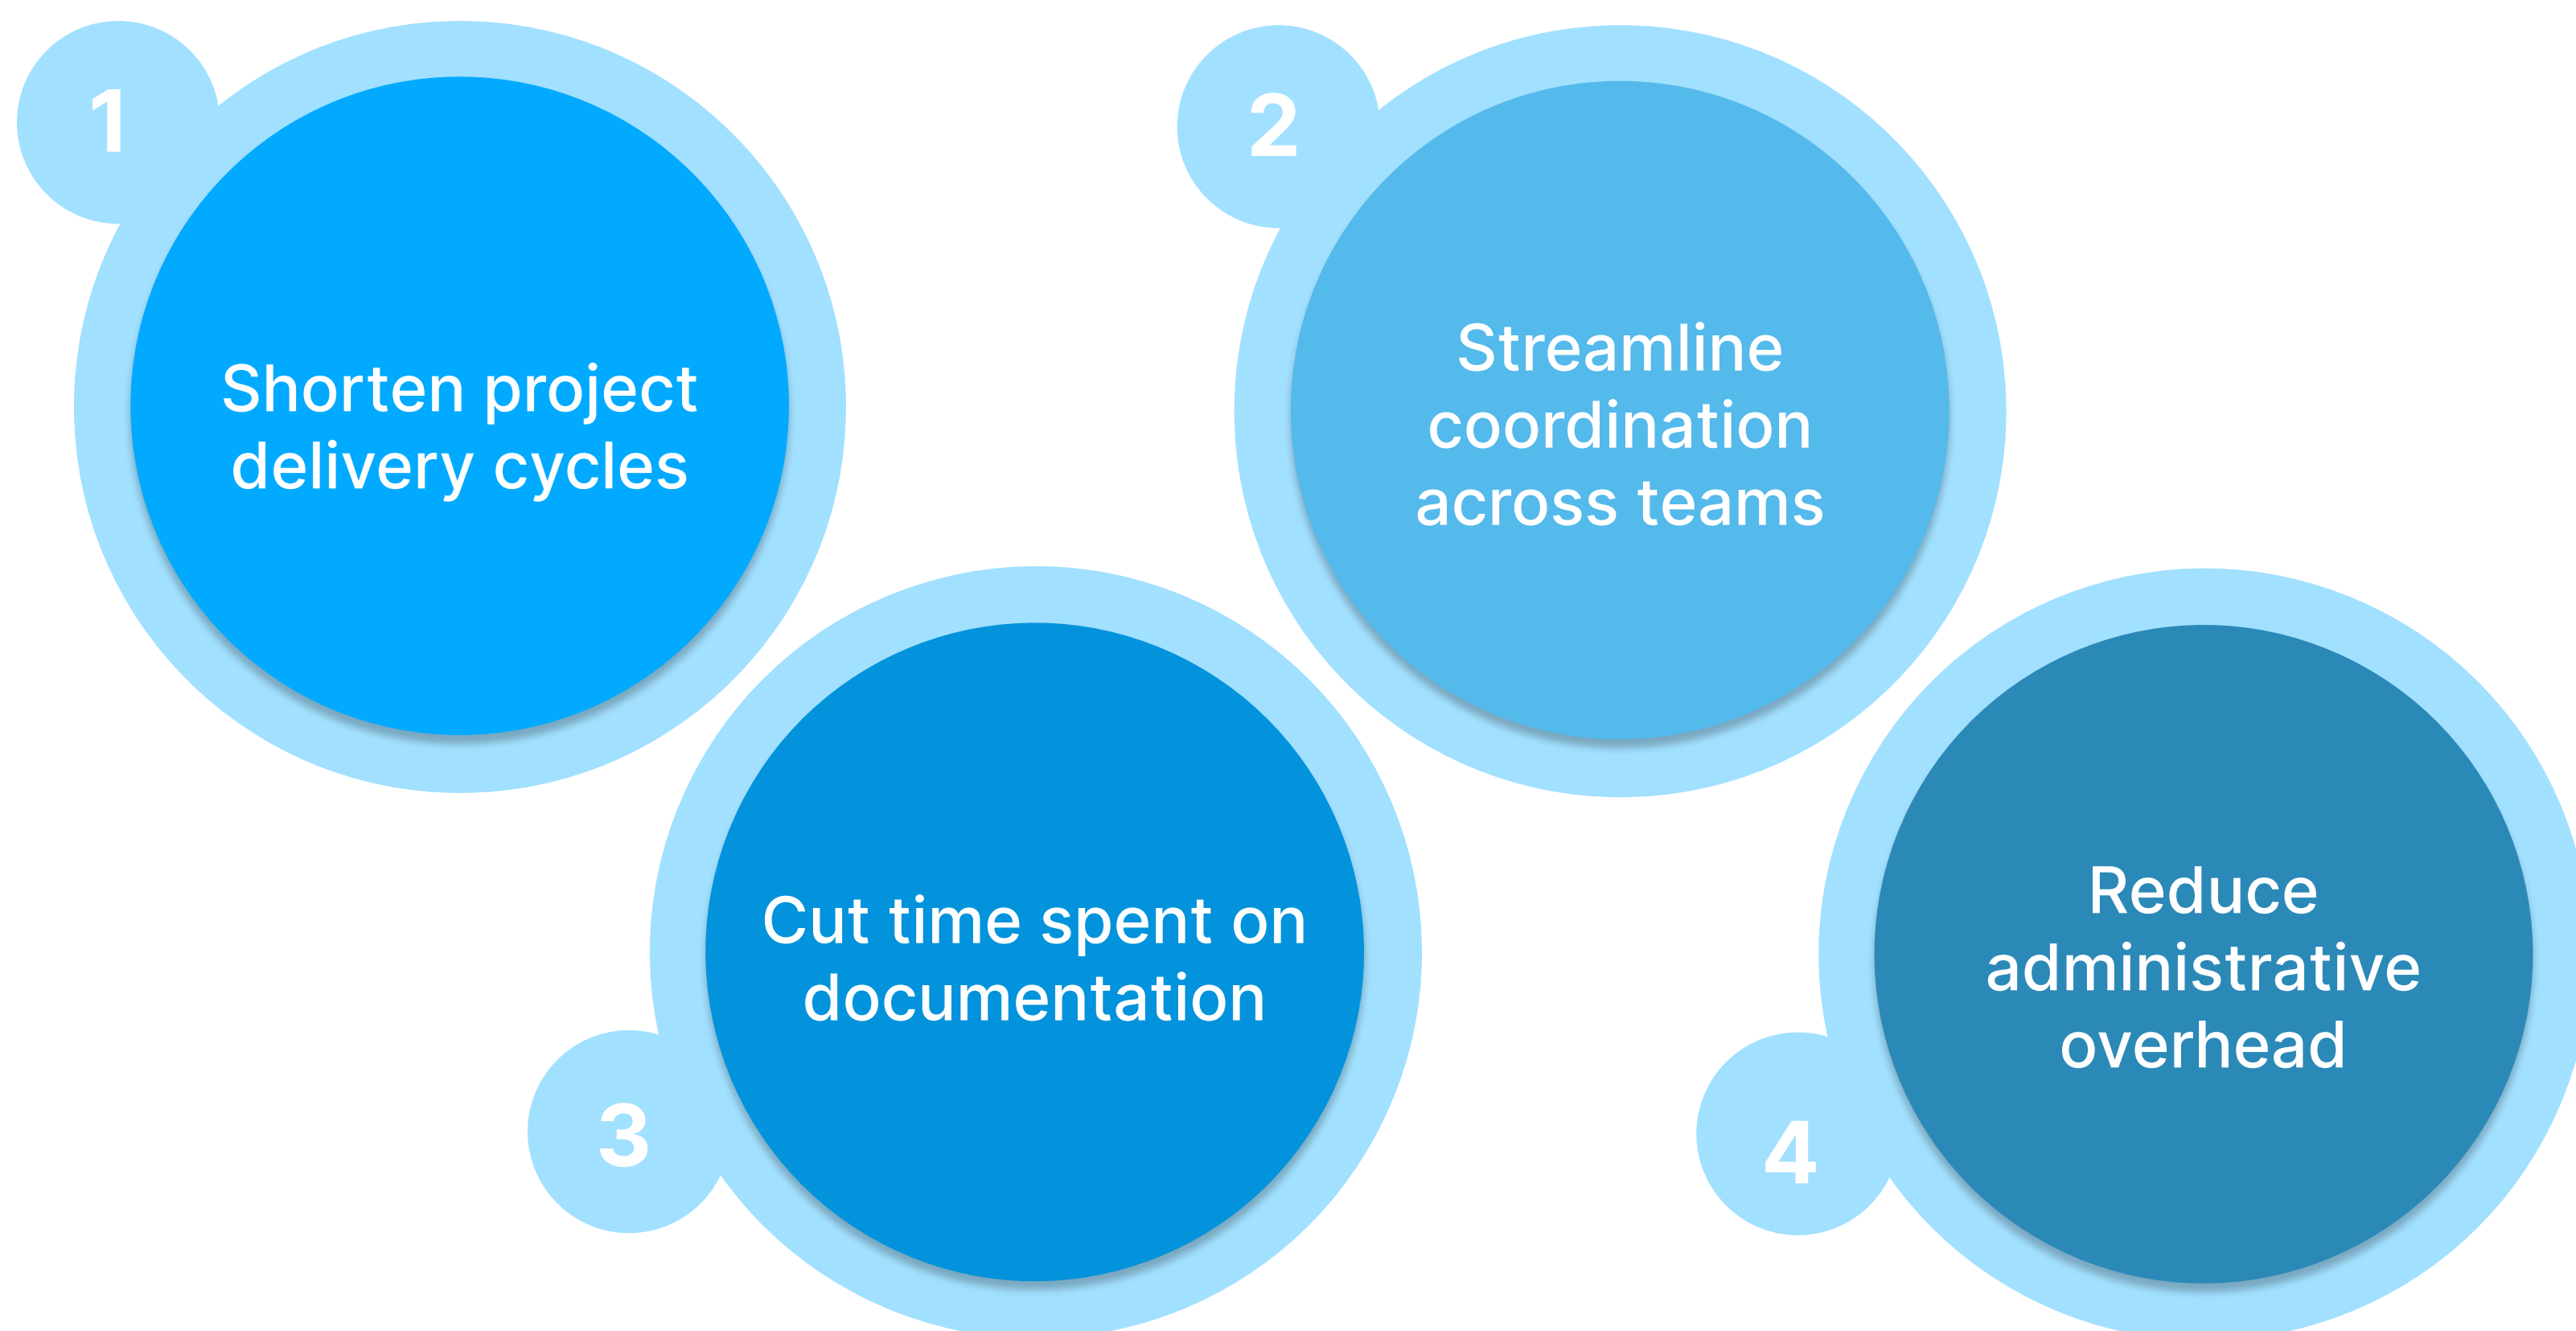 1
Shorten project
delivery cycles
2
Streamline
coordination
across teams
3
Cut time spent on
documentation
4
Reduce
administrative
overhead